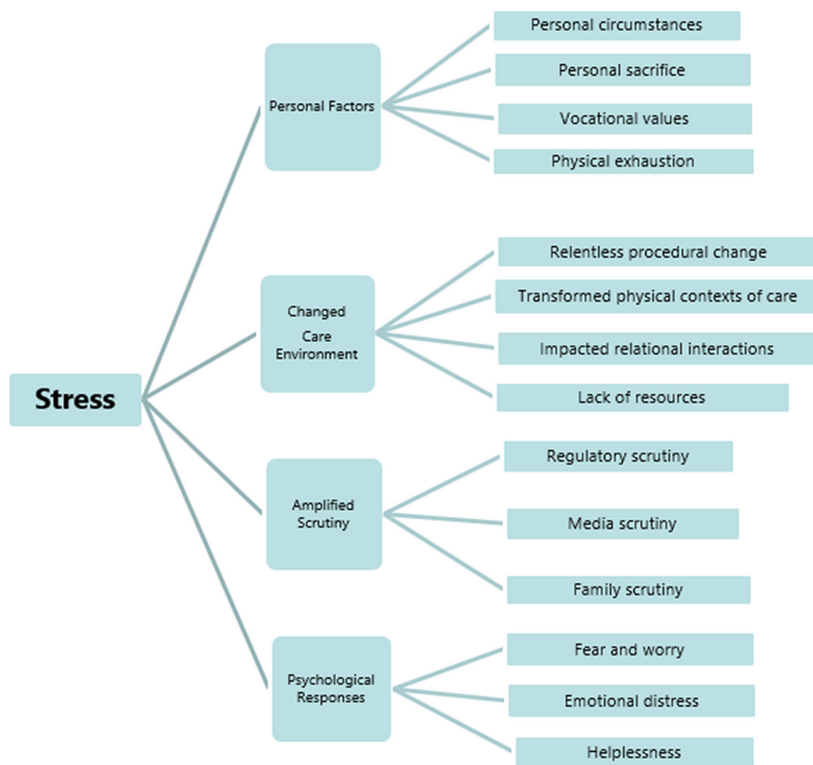 Stress
Personal Factors
Personal circumstances
Personal sacrifice
Vocational values
Physical exhaustion
Changed
Care
Environment
Relentless procedural change
Transformed physical contexts of care
Impacted relational interactions
Lack of resources
Amplified
Scrutiny
Regulatory scrutiny
Media scrutiny
Family scrutiny
Psychological
Responses
Fear and worry
Emotional distress
Helplessness